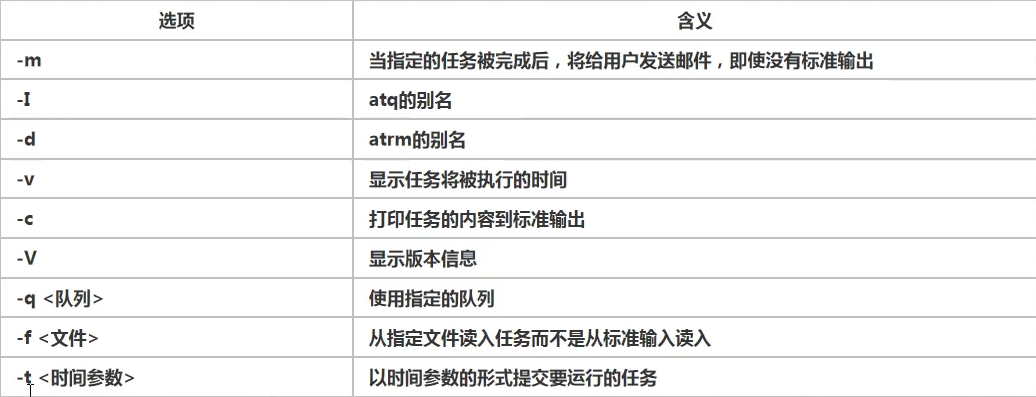 选项 含义
-m 当指定的任务被完成后，将给用户发送邮件，即使没有标准输出
-I atq的别名
-d atrm的别名
-v 显示任务将被执行的时间
-c 打印任务的内容到标准输出
-V 显示版本信息
-q <队列> 使用指定的队列
-f <文件> 从指定文件读入任务而不是从标准输入读入
-t <时间参数> 以时间参数的形式提交要运行的任务